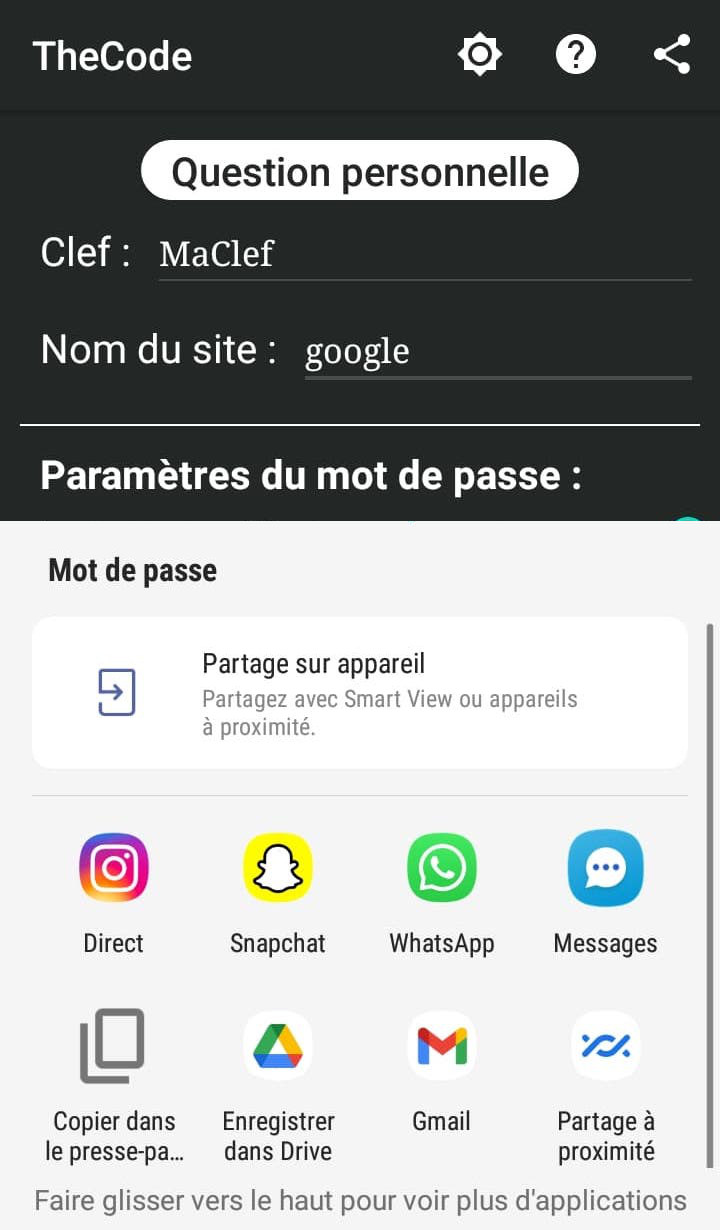 TheCode
Question personnelle
Clef : MaClef
Nom du site : google
Paramètres du mot de passe :
Mot de passe
Partage sur appareil
Partagez avec Smart View ou appareils
à proximité.
Direct Snapchat WhatsApp Messages
Copier dans Enregistrer Gmail Partage à
le presse-pa... dans Drive proximité
Faire glisser vers le haut pour voir plus d'applications